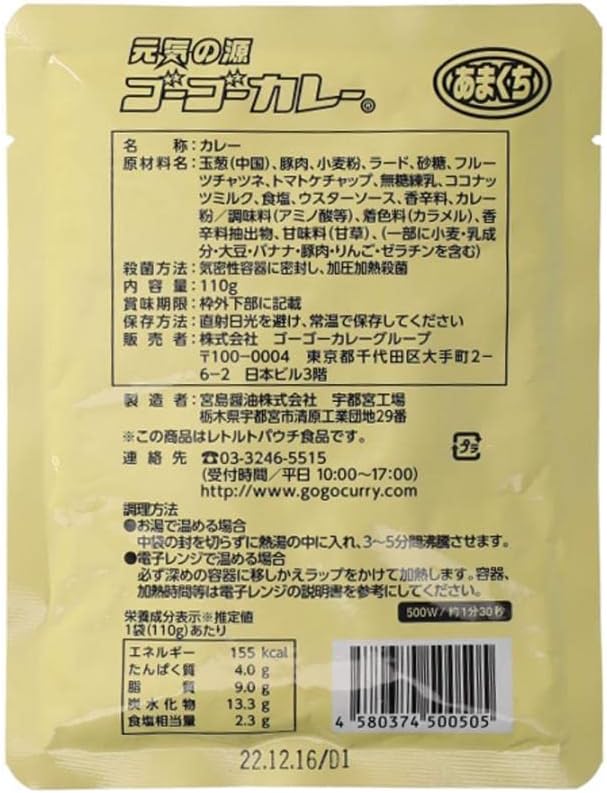 元気の源
ゴーゴーカレー®
あまくち
名 称:カレー
原材料名:玉葱(中国)、豚肉、小麦粉、ラード、砂糖、フルー
ツチャツネ、トマトケチャップ、無糖練乳、ココナッ
ツミルク、食塩、ウスターソース、香辛料、カレー
粉/調味料(アミノ酸等)、着色料(カラメル)、香
辛料抽出物、甘味料(甘草)、(一部に小麦・乳成
分・大豆・バナナ・豚肉・りんご・ゼラチンを含む)
殺菌方法:気密性容器に密封し、加圧加熱殺菌
内 容 量:110g
賞味期限:枠外下部に記載
保存方法:直射日光を避け、常温で保存してください
販 売 者:株式会社 ゴーゴーカレーグループ
〒100-0004 東京都千代田区大手町2-
6-2 日本ビル3階
製 造 者:宮島醤油株式会社 宇都宮工場
栃木県宇都宮市清原工業団地29番
※この商品はレトルトパウチ食品です。
連 絡 先 ☎03-3246-5515
(受付時間/平日 10:00~17:00)
http://www.gogocurry.com
プラ
調理方法
●お湯で温める場合
中袋の封を切らずに熱湯の中に入れ、3~5分間沸騰させます。
●電子レンジで温める場合
必ず深めの容器に移しかえラップをかけて加熱します。容器、
加熱時間等は電子レンジの説明書を参考にしてください。
500W/約1分30秒
栄養成分表示※推定値
1袋(110g)あたり
エネルギー 155 kcal
たんぱく質 4.0 g
脂 質 9.0 g
炭水化物 13.3 g
食塩相当量 2.3 g
4 580374 500505
22.12.16/D1